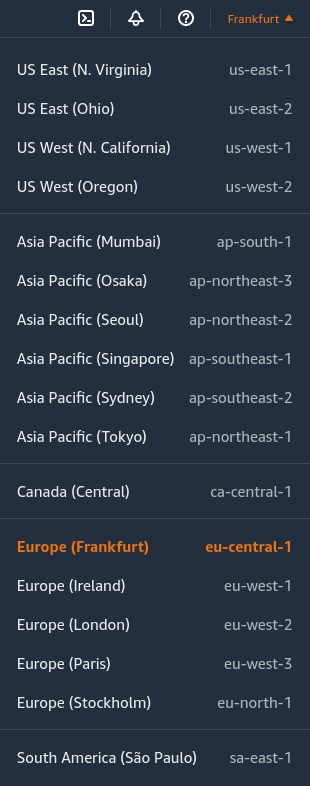 Frankfurt
US East (N. Virginia) us-east-1
US East (Ohio) us-east-2
US West (N. California) us-west-1
US West (Oregon) us-west-2
Asia Pacific (Mumbai) ap-south-1
Asia Pacific (Osaka) ap-northeast-3
Asia Pacific (Seoul) ap-northeast-2
Asia Pacific (Singapore) ap-southeast-1
Asia Pacific (Sydney) ap-southeast-2
Asia Pacific (Tokyo) ap-northeast-1
Canada (Central) ca-central-1
Europe (Frankfurt) eu-central-1
Europe (Ireland) eu-west-1
Europe (London) eu-west-2
Europe (Paris) eu-west-3
Europe (Stockholm) eu-north-1
South America (São Paulo) sa-east-1